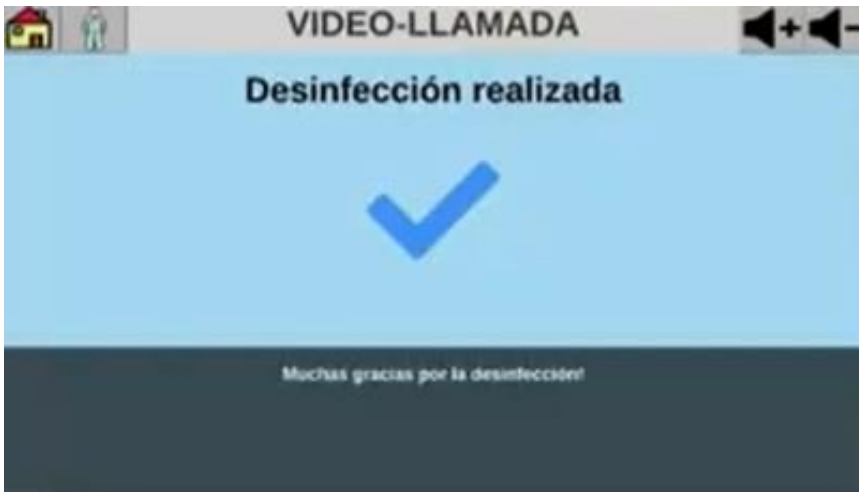 VIDEO-LLAMADA
Desinfección realizada
Muchas gracias por la desinfección!